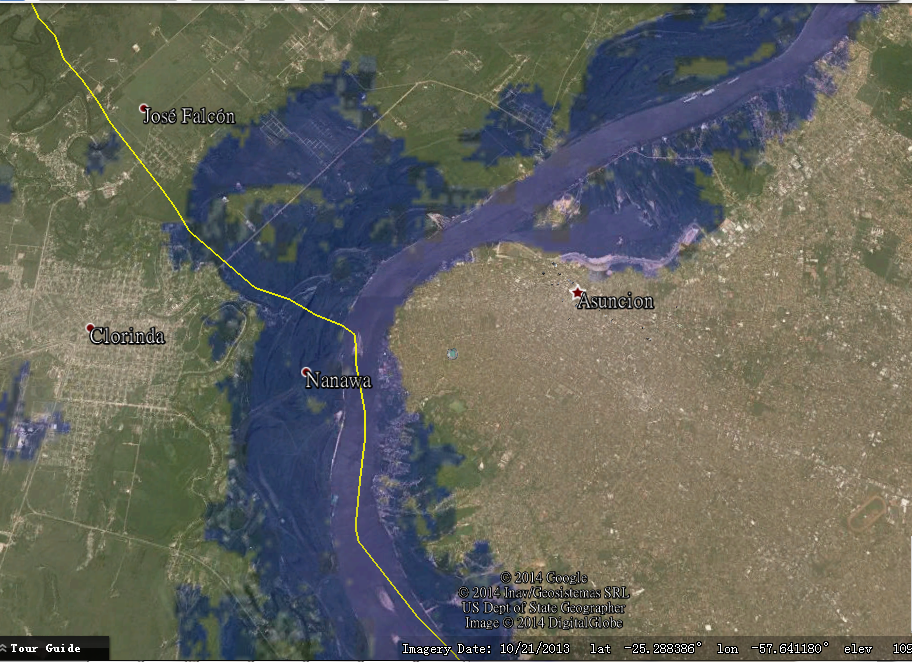 José Falcón
Asuncion
Clorinda
Nanawa
© 2014 Google
© 2014 Inav/Geosistemas SRL
US Dept of State Geographer
Image © 2014 DigitalGlobe
Tour Guide
Imagery Date: 10/21/2013 lat -25.288386° lon -57.641180° elev 109